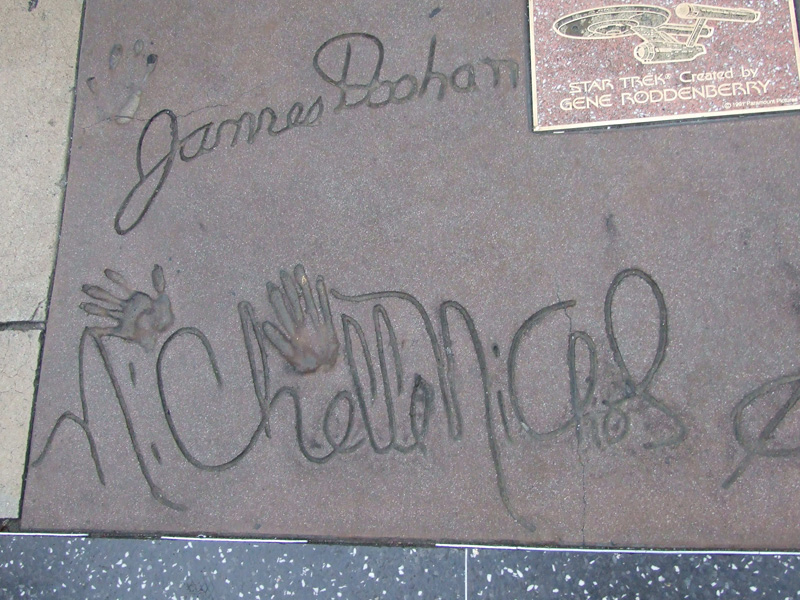 James Doohan
STAR TREK® Created by
GENE RODDENBERRY
Nichelle Nichols